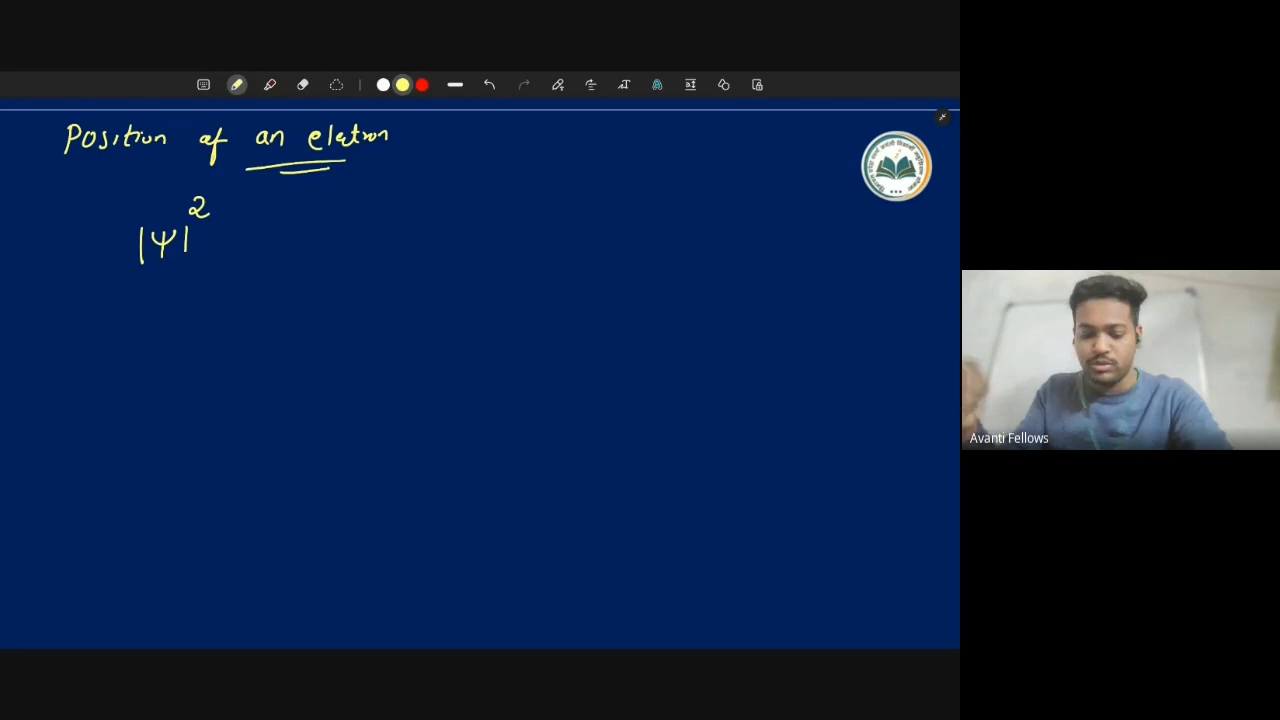 Position of an eletron
|Ψ|²
Avanti Fellows